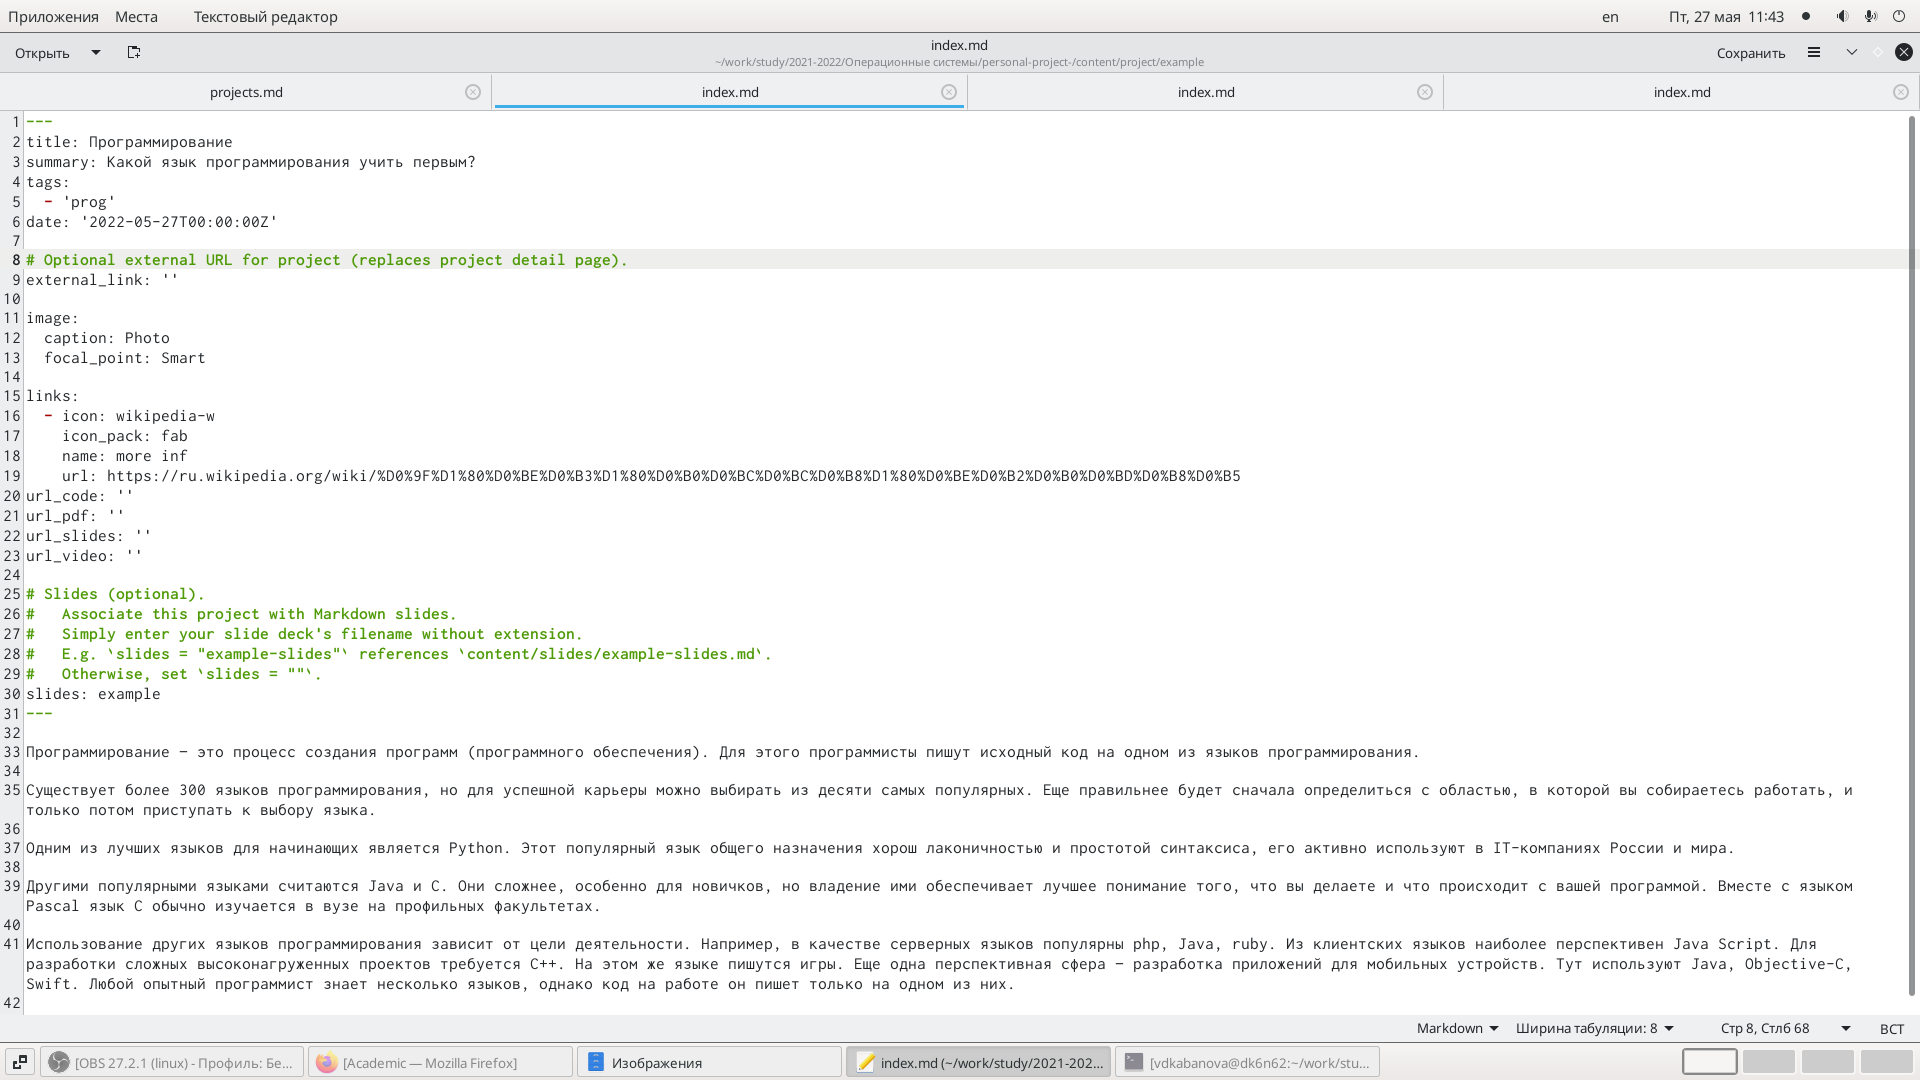 Приложения Места Текстовый редактор en Пт, 27 мая 11:43
Открыть index.md Сохранить
~/work/study/2021-2022/Операционные системы/personal-project-/content/project/example
projects.md index.md index.md index.md
1 ---
2 title: Программирование
3 summary: Какой язык программирования учить первым?
4 tags:
5 - 'prog'
6 date: '2022-05-27T00:00:00Z'
7
8 # Optional external URL for project (replaces project detail page).
9 external_link: ''
10
11 image:
12 caption: Photo
13 focal_point: Smart
14
15 links:
16 - icon: wikipedia-w
17 icon_pack: fab
18 name: more inf
19 url: https://ru.wikipedia.org/wiki/%D0%9F%D1%80%D0%BE%D0%B3%D1%80%D0%B0%D0%BC%D0%BC%D0%B8%D1%80%D0%BE%D0%B2%D0%B0%D0%BD%D0%B8%D0%B5
20 url_code: ''
21 url_pdf: ''
22 url_slides: ''
23 url_video: ''
24
25 # Slides (optional).
26 # Associate this project with Markdown slides.
27 # Simply enter your slide deck's filename without extension.
28 # E.g. `slides = "example-slides"` references `content/slides/example-slides.md`.
29 # Otherwise, set `slides = ""`.
30 slides: example
31 ---
32
33 Программирование — это процесс создания программ (программного обеспечения). Для этого программисты пишут исходный код на одном из языков программирования.
34
35 Существует более 300 языков программирования, но для успешной карьеры можно выбирать из десяти самых популярных. Еще правильнее будет сначала определиться с областью, в которой вы собираетесь работать, и
только потом приступать к выбору языка.
36
37 Одним из лучших языков для начинающих является Python. Этот популярный язык общего назначения хорош лаконичностью и простотой синтаксиса, его активно используют в IT-компаниях России и мира.
38
39 Другими популярными языками считаются Java и C. Они сложнее, особенно для новичков, но владение ими обеспечивает лучшее понимание того, что вы делаете и что происходит с вашей программой. Вместе с языком
Pascal язык C обычно изучается в вузе на профильных факультетах.
40
41 Использование других языков программирования зависит от цели деятельности. Например, в качестве серверных языков популярны php, Java, ruby. Из клиентских языков наиболее перспективен Java Script. Для
разработки сложных высоконагруженных проектов требуется C++. На этом же языке пишутся игры. Еще одна перспективная сфера — разработка приложений для мобильных устройств. Тут используют Java, Objective-C,
Swift. Любой опытный программист знает несколько языков, однако код на работе он пишет только на одном из них.
42
Markdown Ширина табуляции: 8 Стр 8, Стлб 68 ВСТ
[OBS 27.2.1 (linux) - Профиль: Бе... [Academic — Mozilla Firefox] Изображения index.md (~/work/study/2021-202... [vdkabanova@dk6n62:~/work/stu...